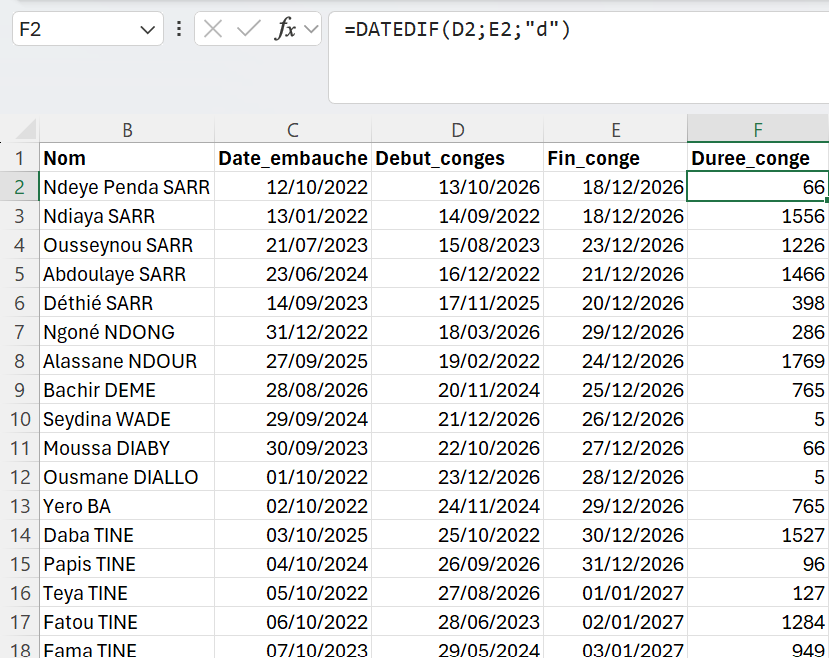 F2 fx =DATEDIF(D2;E2;"d")
B C D E F
1 Nom Date_embauche Debut_conges Fin_conge Duree_conge
2 Ndeye Penda SARR 12/10/2022 13/10/2026 18/12/2026 66
3 Ndiaya SARR 13/01/2022 14/09/2022 18/12/2026 1556
4 Ousseynou SARR 21/07/2023 15/08/2023 23/12/2026 1226
5 Abdoulaye SARR 23/06/2024 16/12/2022 21/12/2026 1466
6 Déthié SARR 14/09/2023 17/11/2025 20/12/2026 398
7 Ngoné NDONG 31/12/2022 18/03/2026 29/12/2026 286
8 Alassane NDOUR 27/09/2025 19/02/2022 24/12/2026 1769
9 Bachir DEME 28/08/2026 20/11/2024 25/12/2026 765
10 Seydina WADE 29/09/2024 21/12/2026 26/12/2026 5
11 Moussa DIABY 30/09/2023 22/10/2026 27/12/2026 66
12 Ousmane DIALLO 01/10/2022 23/12/2026 28/12/2026 5
13 Yero BA 02/10/2022 24/11/2024 29/12/2026 765
14 Daba TINE 03/10/2025 25/10/2022 30/12/2026 1527
15 Papis TINE 04/10/2024 26/09/2026 31/12/2026 96
16 Teya TINE 05/10/2022 27/08/2026 01/01/2027 127
17 Fatou TINE 06/10/2022 28/06/2023 02/01/2027 1284
18 Fama TINE 07/10/2023 29/05/2024 03/01/2027 949